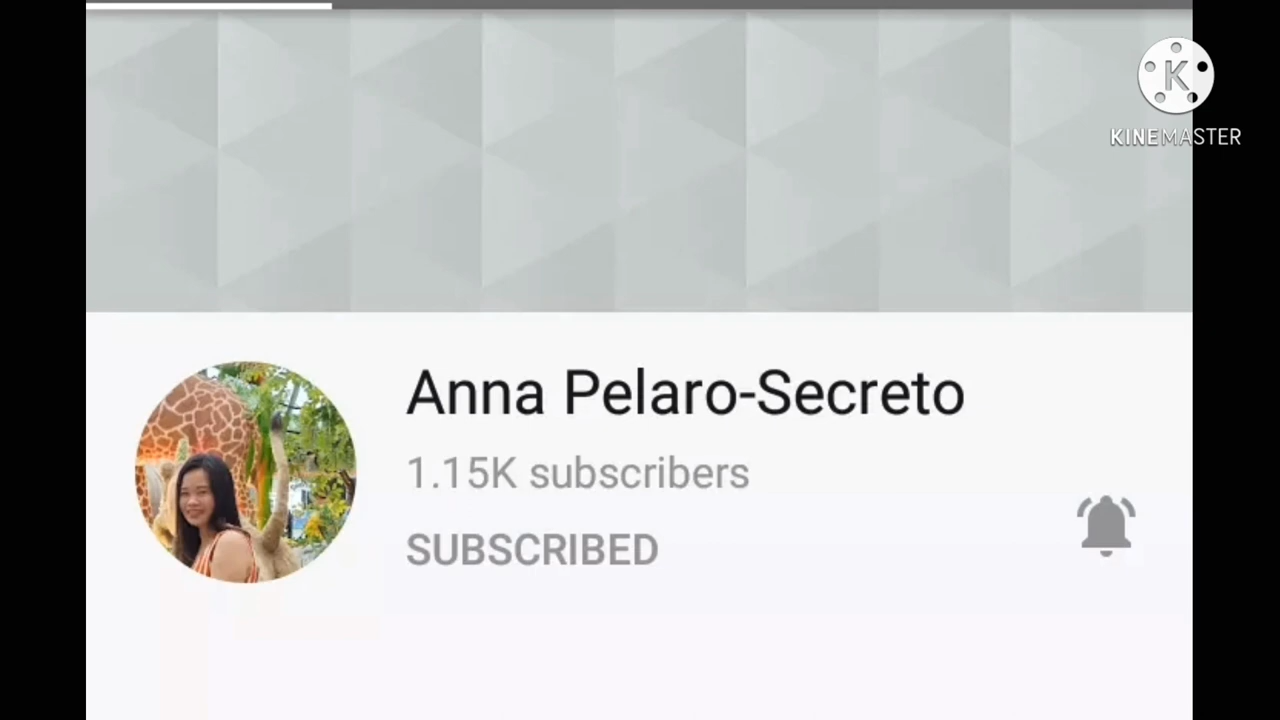 K
KINEMASTER
Anna Pelaro-Secreto
1.15K subscribers
SUBSCRIBED